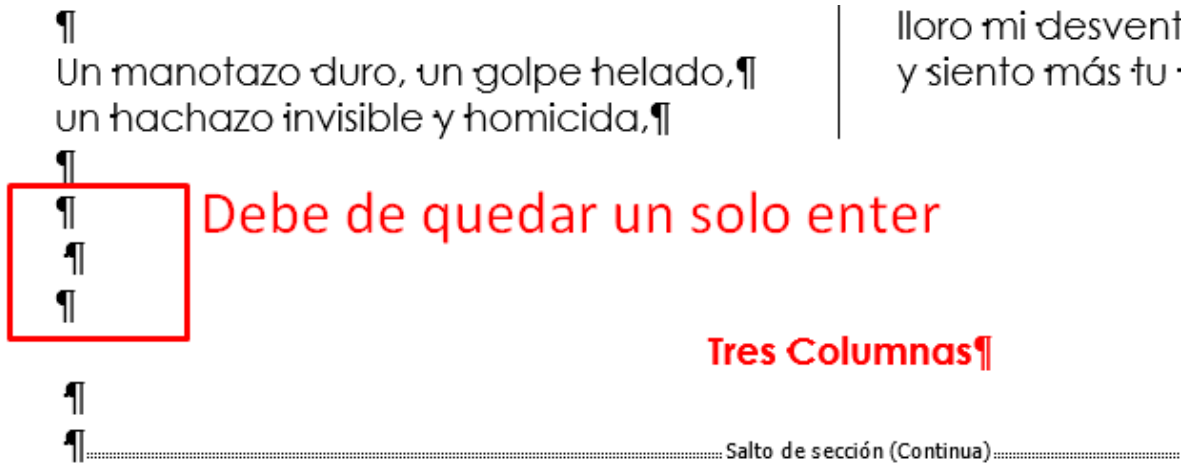 ¶
Un manotazo duro, un golpe helado,¶
un hachazo invisible y homicida,¶
¶
lloro mi desvent
y siento más tu
¶
¶
¶
Debe de quedar un solo enter
Tres Columnas¶
¶
¶ Salto de sección (Continua)